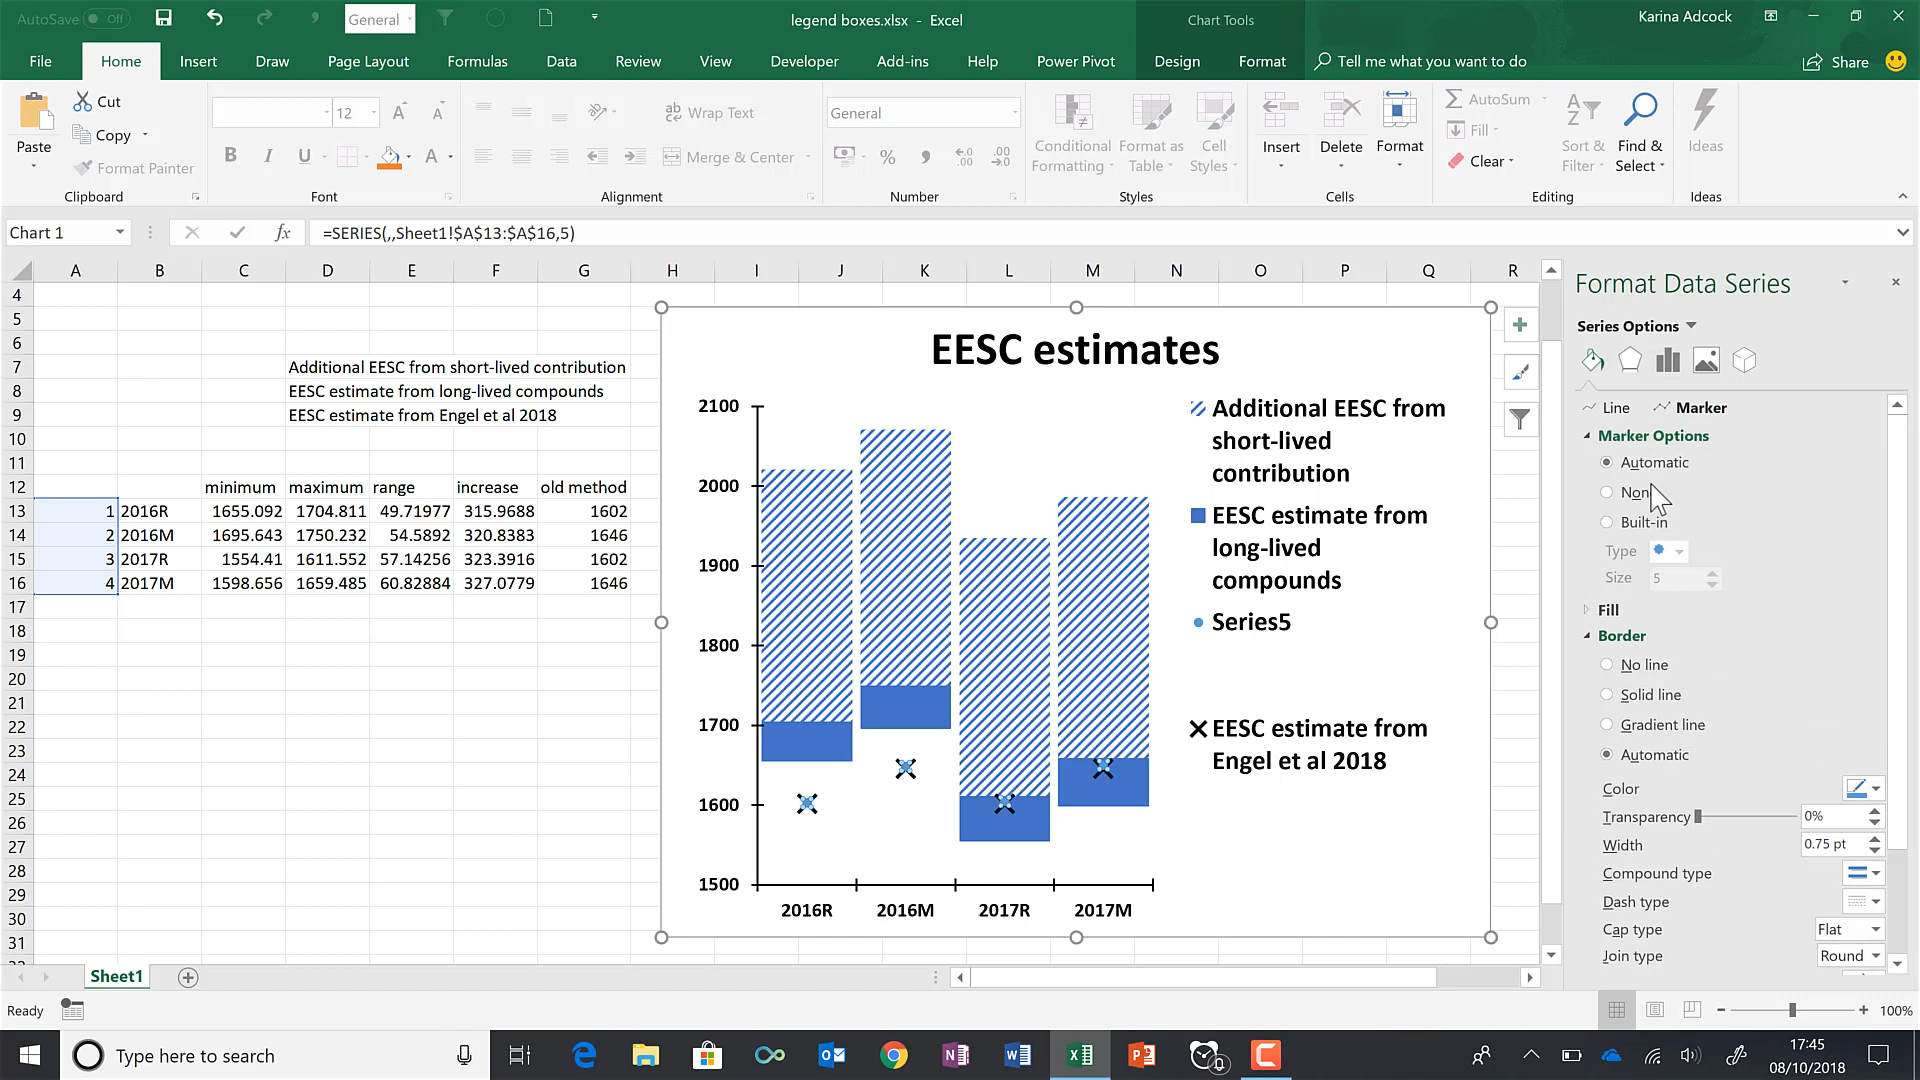 AutoSave Off General legend boxes.xlsx - Excel Chart Tools Karina Adcock
File Home Insert Draw Page Layout Formulas Data Review View Developer Add-ins Help Power Pivot Design Format Tell me what you want to do Share
Paste Cut Copy Format Painter Clipboard
12 B I U A Font
ab Wrap Text Merge & Center Alignment
General % , Number
Conditional Formatting Format as Table Cell Styles Styles
Insert Delete Format Cells
AutoSum Fill Clear Sort & Filter Find & Select Editing
Ideas Ideas
Chart 1 fx =SERIES(,,Sheet1!$A$13:$A$16,5)
A B C D E F G H I J K L M N O P Q R
4
5
6
7 Additional EESC from short-lived contribution
8 EESC estimate from long-lived compounds
9 EESC estimate from Engel et al 2018
10
11
12 minimum maximum range increase old method
13 1 2016R 1655.092 1704.811 49.71977 315.9688 1602
14 2 2016M 1695.643 1750.232 54.5892 320.8383 1646
15 3 2017R 1554.41 1611.552 57.14256 323.3916 1602
16 4 2017M 1598.656 1659.485 60.82884 327.0779 1646
17
18
19
20
21
22
23
24
25
26
27
28
29
30
31
EESC estimates
2100
2000
1900
1800
1700
1600
1500
2016R 2016M 2017R 2017M
Additional EESC from
short-lived
contribution
EESC estimate from
long-lived
compounds
Series5
EESC estimate from
Engel et al 2018
Format Data Series
Series Options
Line Marker
Marker Options
Automatic
Non
Built-in
Type
Size 5
Fill
Border
No line
Solid line
Gradient line
Automatic
Color
Transparency 0%
Width 0.75 pt
Compound type
Dash type
Cap type Flat
Join type Round
Sheet1
Ready 100%
Type here to search
17:45
08/10/2018